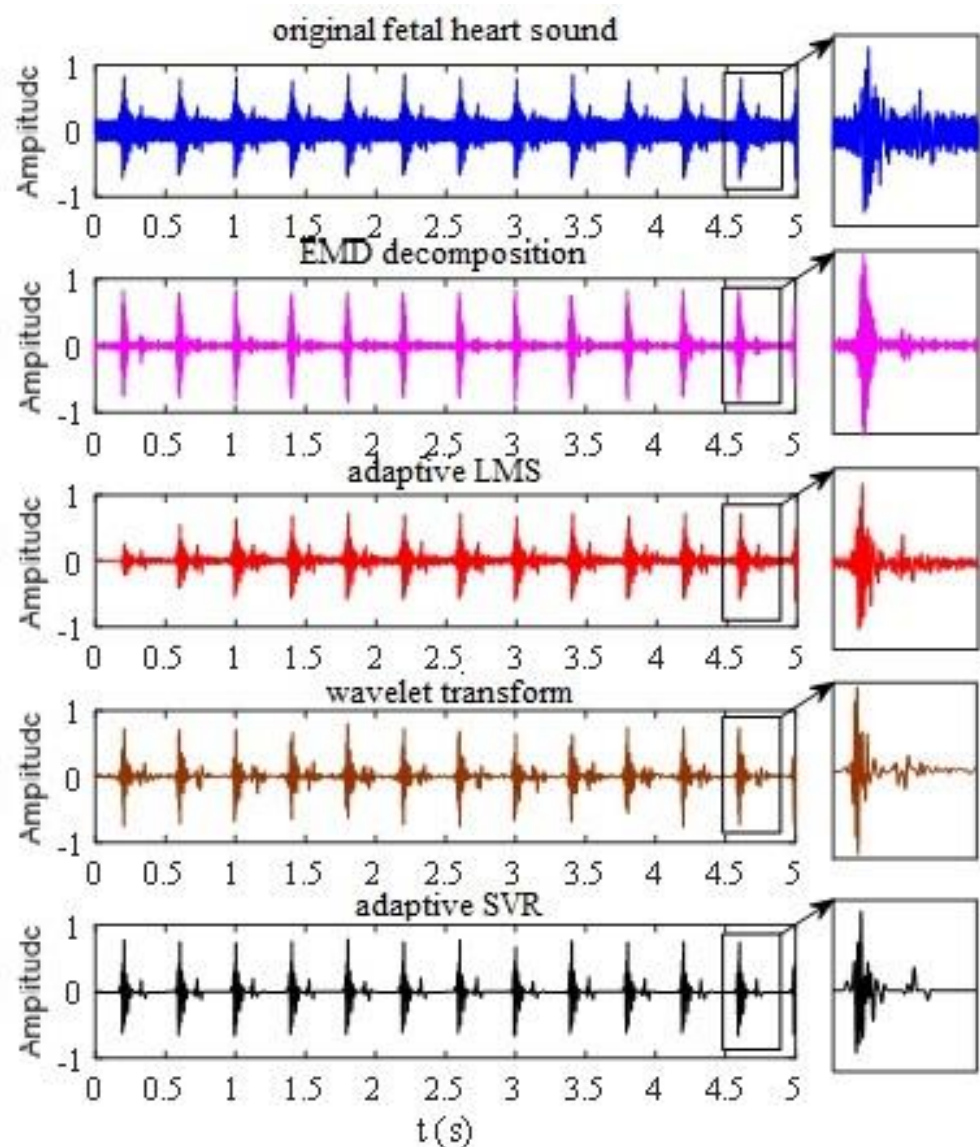 original fetal heart sound
1
0
-1
Amplitudc
0 0.5 1 1.5 2 2.5 3 3.5 4 4.5 5
EMD decomposition
1
0
-1
Amplitudc
0 0.5 1 1.5 2 2.5 3 3.5 4 4.5 5
adaptive LMS
1
0
-1
Amplitudc
0 0.5 1 1.5 2 2.5 3 3.5 4 4.5 5
wavelet transform
1
0
-1
Amplitudc
0 0.5 1 1.5 2 2.5 3 3.5 4 4.5 5
adaptive SVR
1
0
-1
Amplitudc
0 0.5 1 1.5 2 2.5 3 3.5 4 4.5 5
t (s)